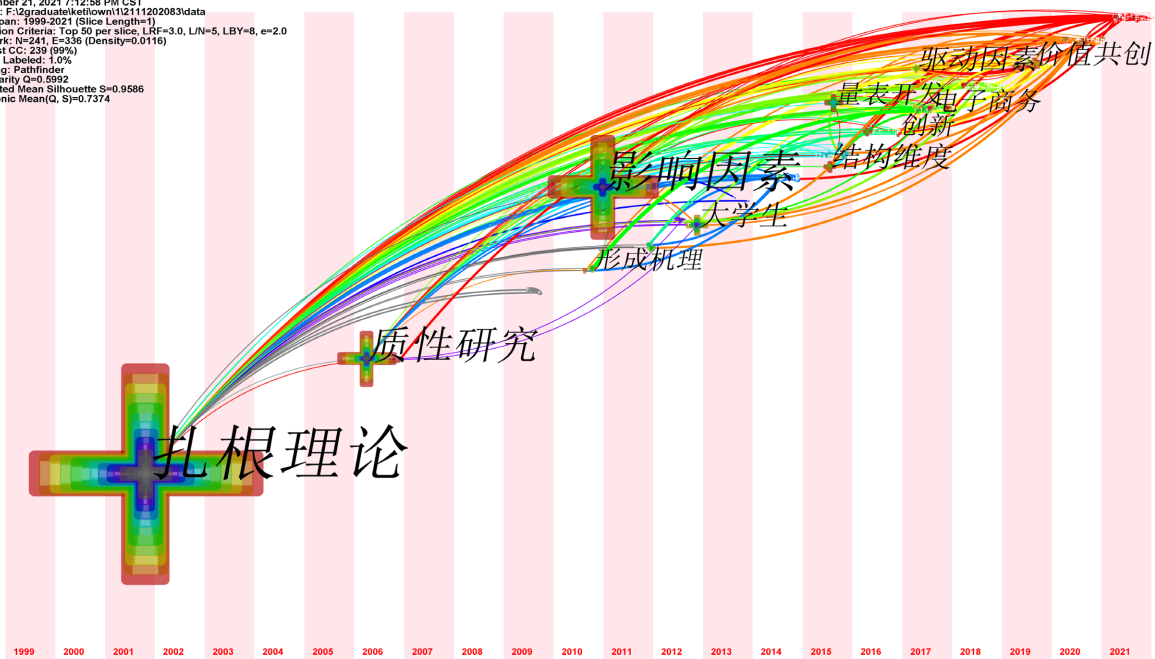 mber 21, 2021 7:12:58 PM CST
: F:\2graduate\keti\own\1\2111202083\data
pan: 1999-2021 (Slice Length=1)
ion Criteria: Top 50 per slice, LRF=3.0, L/N=5, LBY=8, e=2.0
rk: N=241, E=336 (Density=0.0116)
st CC: 239 (99%)
Labeled: 1.0%
g: Pathfinder
arity Q=0.5992
ted Mean Silhouette S=0.9586
onic Mean(Q, S)=0.7374
驱动因素
价值共创
量表开发
电子商务
创新
结构维度
影响因素
大学生
形成机理
质性研究
扎根理论
1999 2000 2001 2002 2003 2004 2005 2006 2007 2008 2009 2010 2011 2012 2013 2014 2015 2016 2017 2018 2019 2020 2021